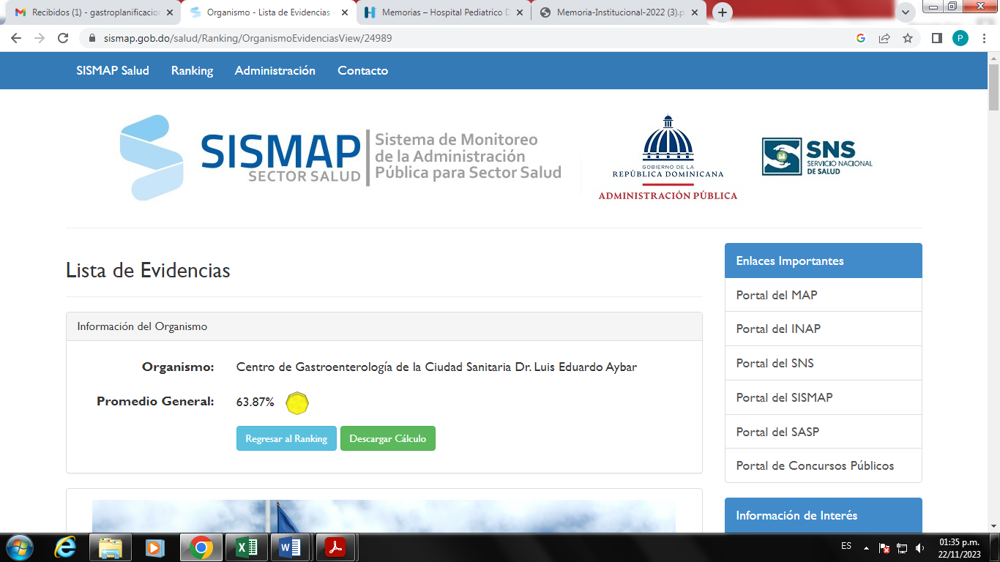 Recibidos (1) - gastroplanificacio
Organismo - Lista de Evidencias
Memorias – Hospital Pediatrico D
Memoria-Institucional-2022 (3).p
sismap.gob.do/salud/Ranking/OrganismoEvidenciasView/24989
P
SISMAP Salud
Ranking
Administración
Contacto
SISMAP
SECTOR SALUD
Sistema de Monitoreo
de la Administración
Pública para Sector Salud
GOBIERNO DE LA
REPÚBLICA DOMINICANA
ADMINISTRACIÓN PÚBLICA
SNS
SERVICIO NACIONAL
DE SALUD
Lista de Evidencias
Información del Organismo
Organismo: Centro de Gastroenterología de la Ciudad Sanitaria Dr. Luis Eduardo Aybar
Promedio General: 63.87%
Regresar al Ranking
Descargar Cálculo
Enlaces Importantes
Portal del MAP
Portal del INAP
Portal del SNS
Portal del SISMAP
Portal del SASP
Portal de Concursos Públicos
Información de Interés
ES
01:35 p.m.
22/11/2023